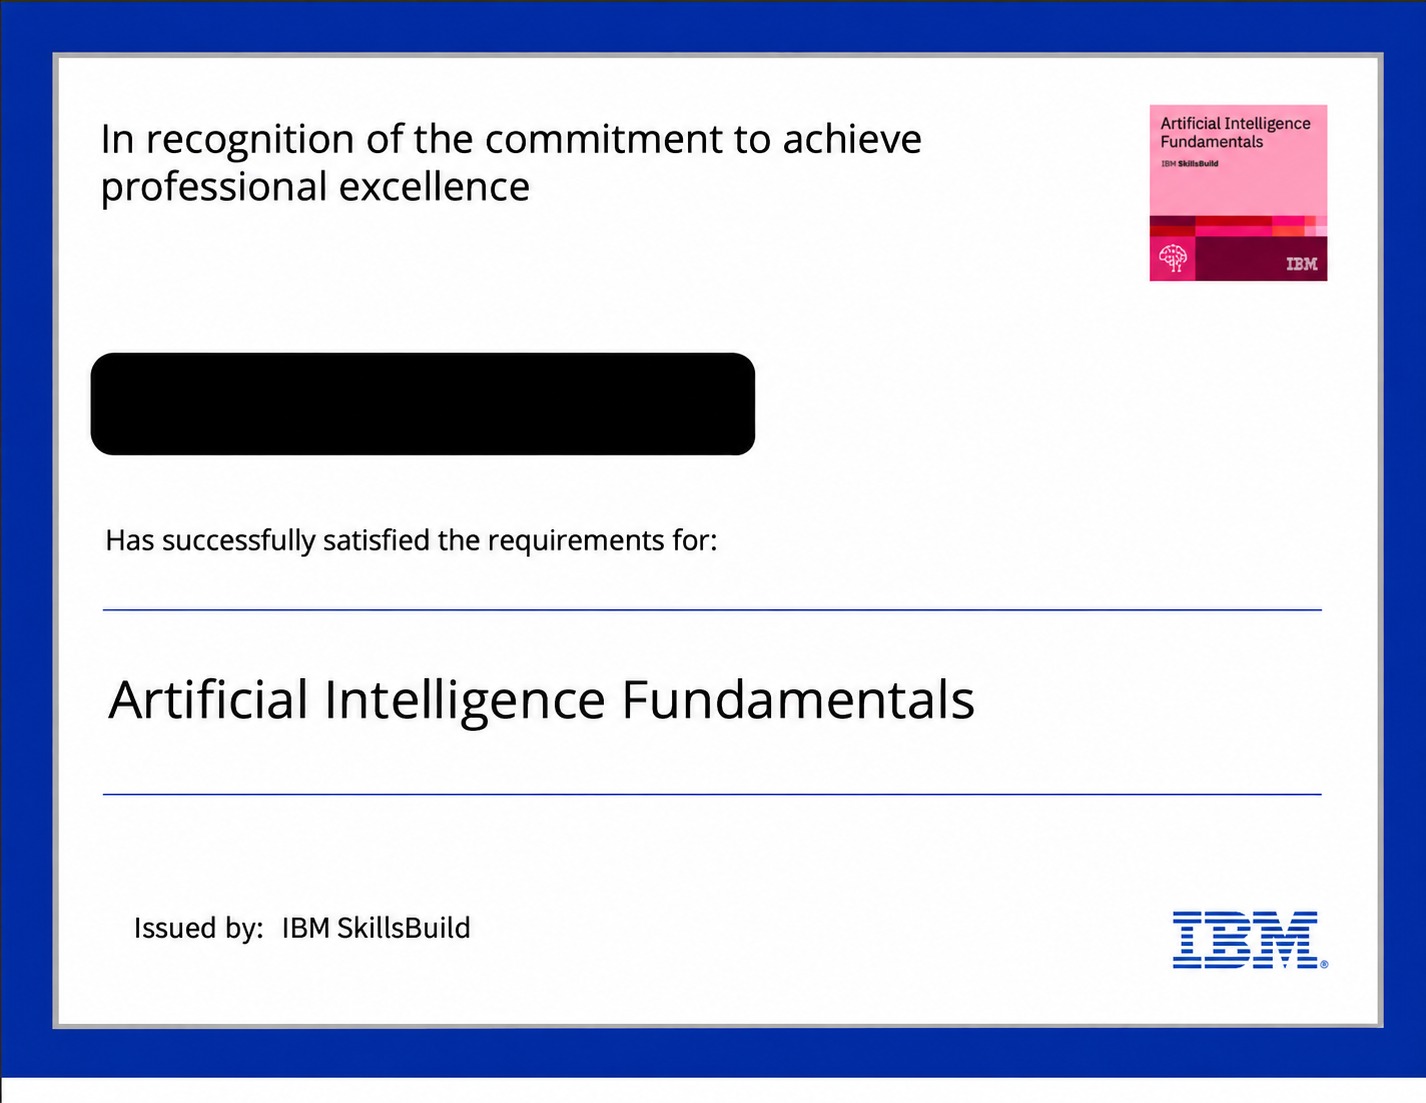 In recognition of the commitment to achieve
professional excellence
Artificial Intelligence
Fundamentals
IBM SkillsBuild
IBM
Has successfully satisfied the requirements for:
Artificial Intelligence Fundamentals
Issued by: IBM SkillsBuild
IBM®